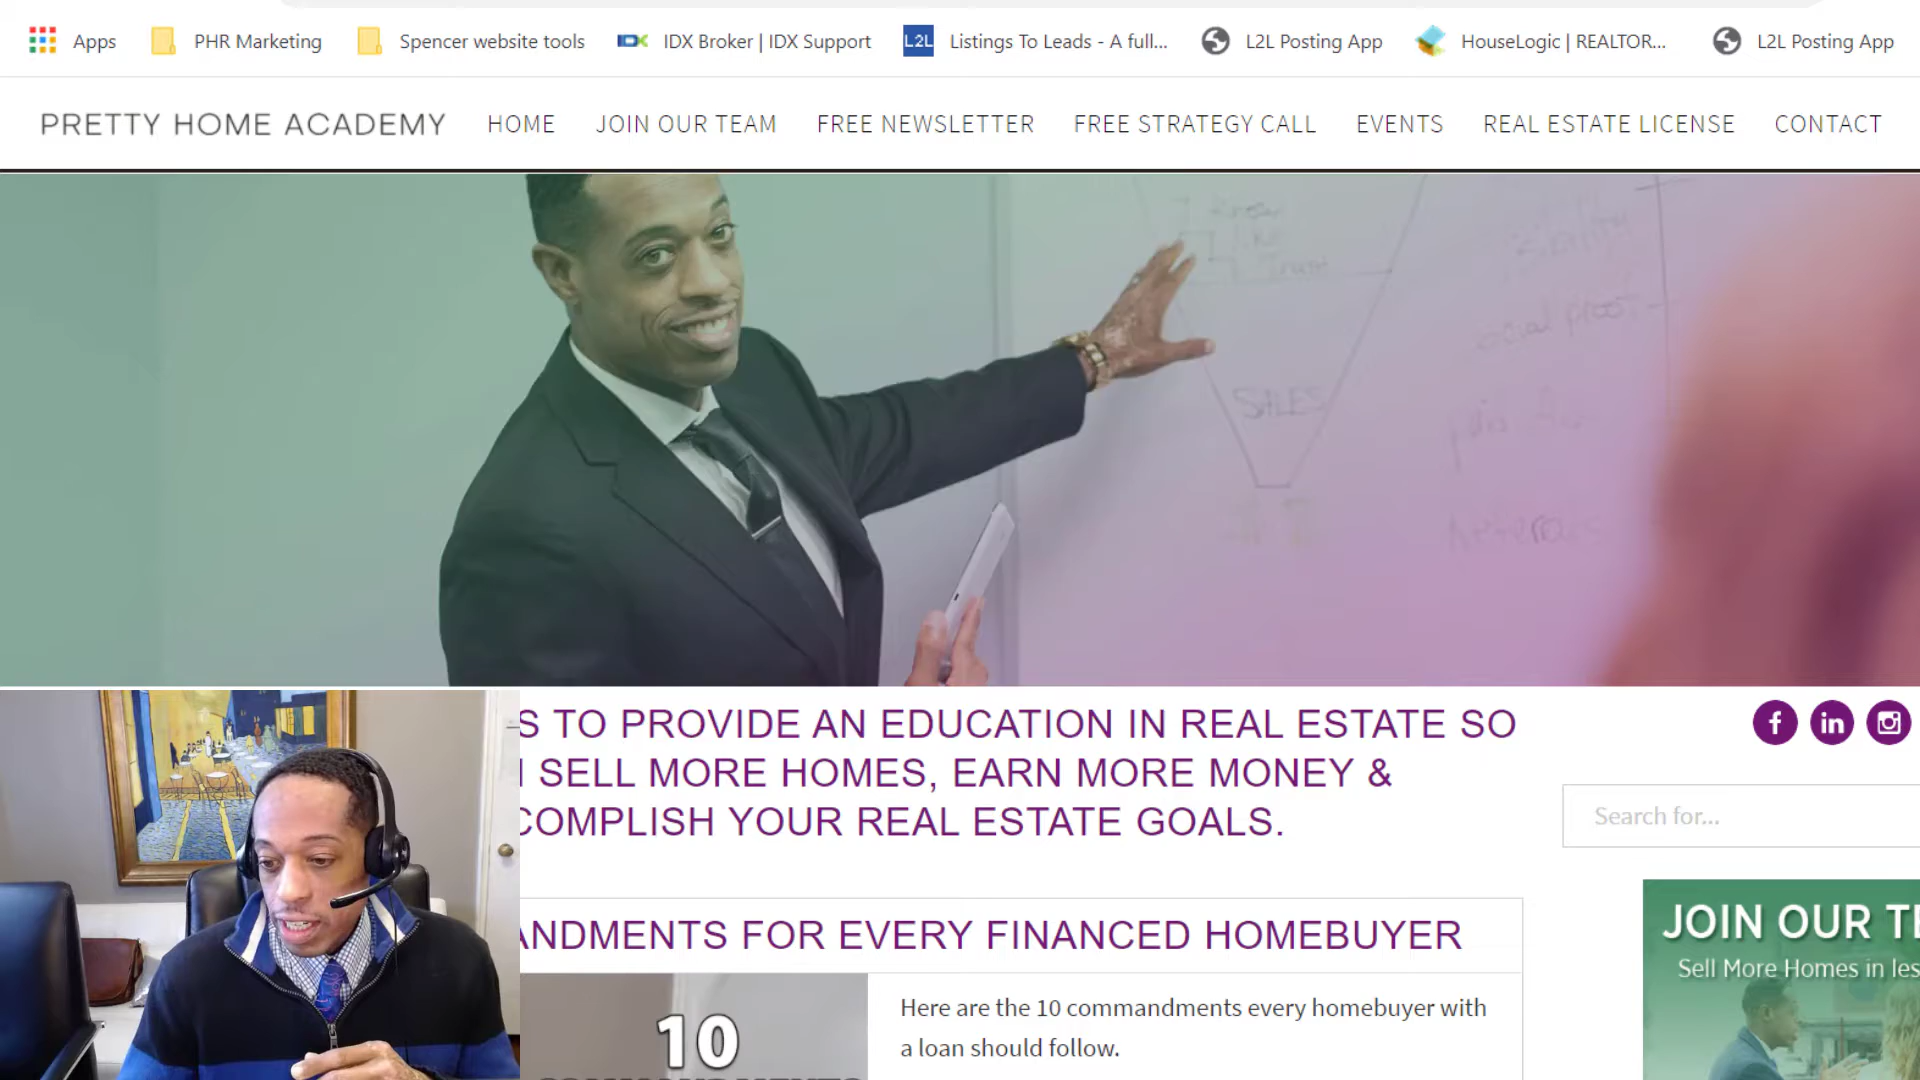 Apps PHR Marketing Spencer website tools IDX Broker | IDX Support L2L Listings To Leads - A full... L2L Posting App HouseLogic | REALTOR... L2L Posting App
PRETTY HOME ACADEMY HOME JOIN OUR TEAM FREE NEWSLETTER FREE STRATEGY CALL EVENTS REAL ESTATE LICENSE CONTACT
SALES
S TO PROVIDE AN EDUCATION IN REAL ESTATE SO
SELL MORE HOMES, EARN MORE MONEY &
COMPLISH YOUR REAL ESTATE GOALS.
Search for...
ANDMENTS FOR EVERY FINANCED HOMEBUYER
Here are the 10 commandments every homebuyer with
a loan should follow.
10
JOIN OUR TE
Sell More Homes in les